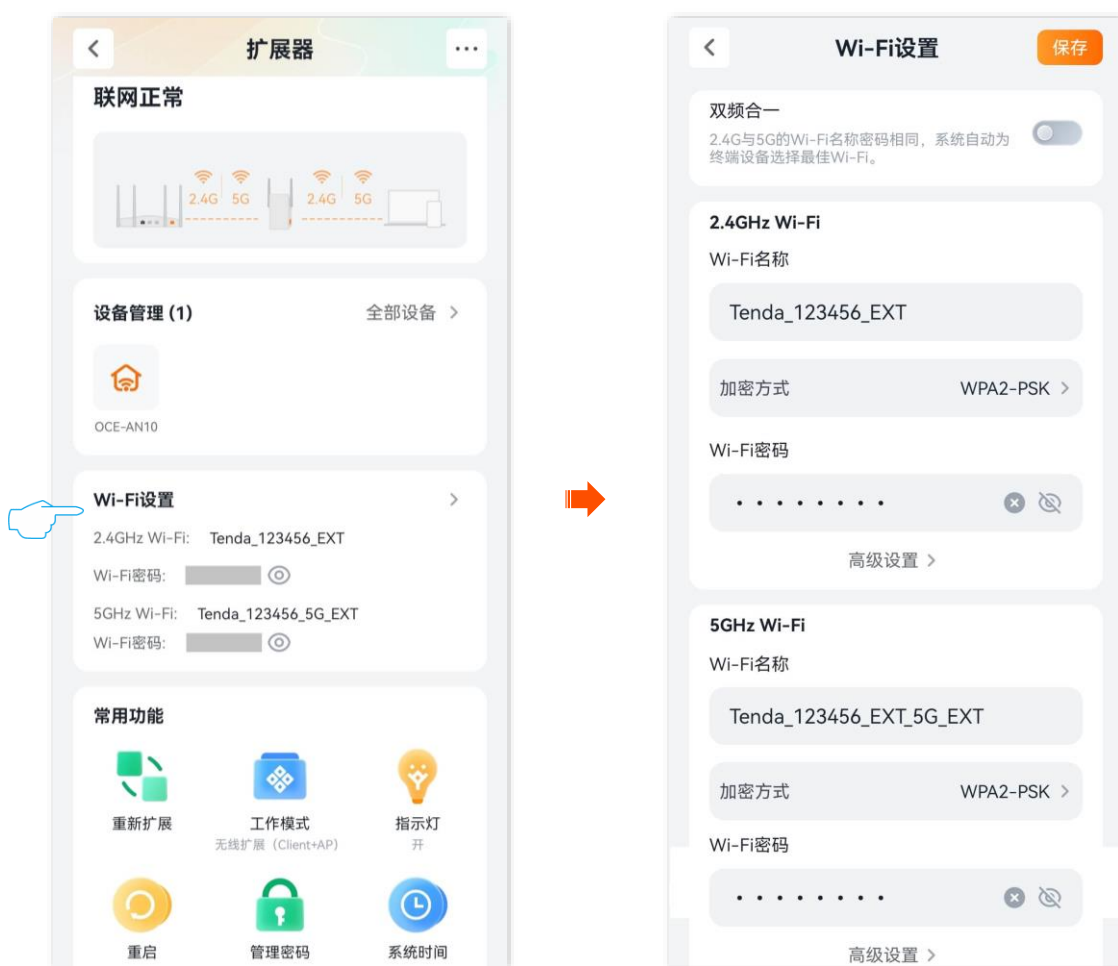 扩展器
联网正常
2.4G 5G 2.4G 5G
设备管理 (1) 全部设备 >
OCE-AN10
Wi-Fi设置 >
2.4GHz Wi-Fi: Tenda_123456_EXT
Wi-Fi密码:
5GHz Wi-Fi: Tenda_123456_5G_EXT
Wi-Fi密码:
常用功能
重新扩展 工作模式 指示灯
无线扩展 (Client+AP) 开
重启 管理密码 系统时间
Wi-Fi设置 保存
双频合一
2.4G与5G的Wi-Fi名称密码相同，系统自动为
终端设备选择最佳Wi-Fi。
2.4GHz Wi-Fi
Wi-Fi名称
Tenda_123456_EXT
加密方式 WPA2-PSK >
Wi-Fi密码
• • • • • • • •
高级设置 >
5GHz Wi-Fi
Wi-Fi名称
Tenda_123456_EXT_5G_EXT
加密方式 WPA2-PSK >
Wi-Fi密码
• • • • • • • •
高级设置 >